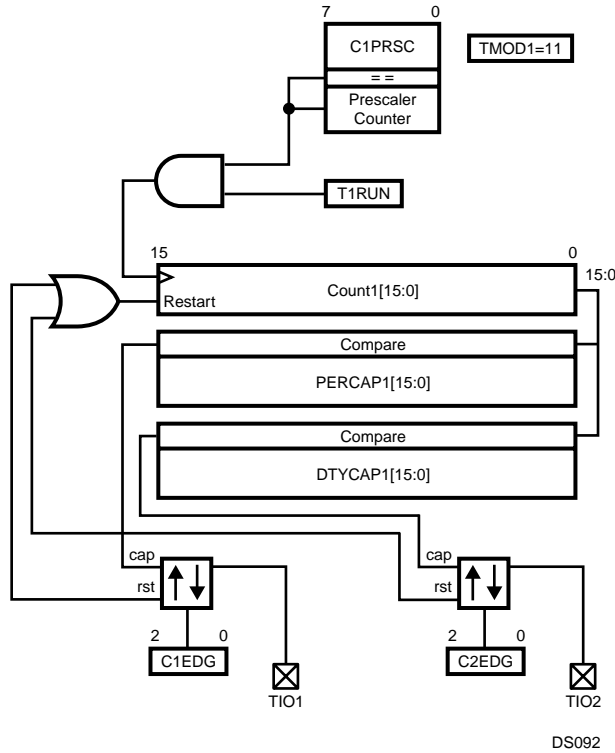 7 0
C1PRSC
TMOD1=11
= =
Prescaler
Counter
T1RUN
15 0
15:0
Count1[15:0]
Restart
Compare
PERCAP1[15:0]
Compare
DTYCAP1[15:0]
cap cap
rst rst
2 0 2 0
C1EDG C2EDG
TIO1 TIO2
DS092